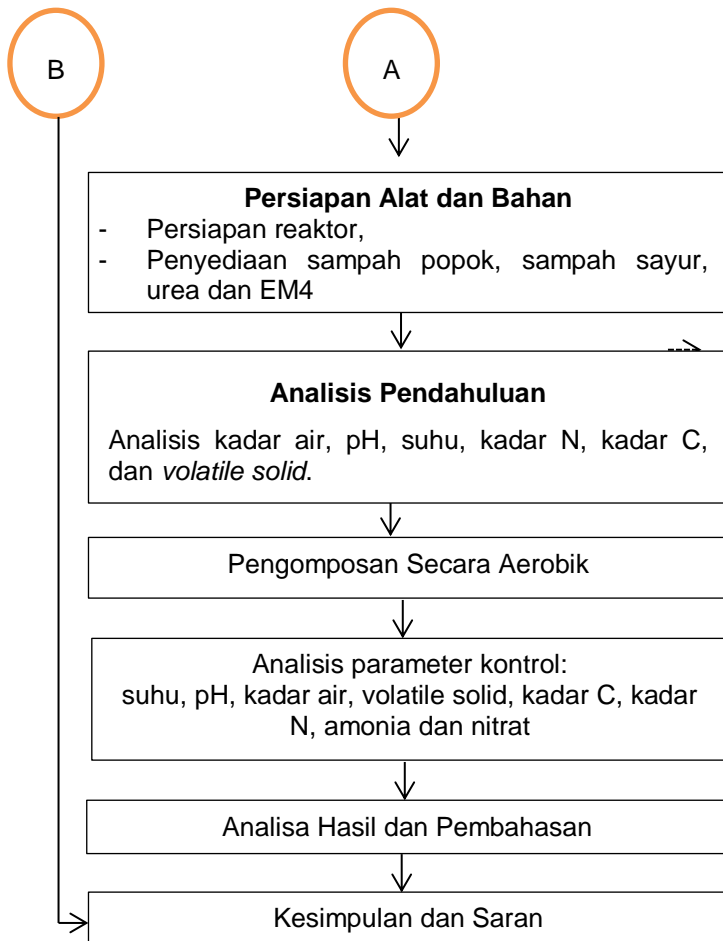 B
A
Persiapan Alat dan Bahan
- Persiapan reaktor,
- Penyediaan sampah popok, sampah sayur,
urea dan EM4
Analisis Pendahuluan
Analisis kadar air, pH, suhu, kadar N, kadar C,
dan volatile solid.
Pengomposan Secara Aerobik
Analisis parameter kontrol:
suhu, pH, kadar air, volatile solid, kadar C, kadar
N, amonia dan nitrat
Analisa Hasil dan Pembahasan
Kesimpulan dan Saran